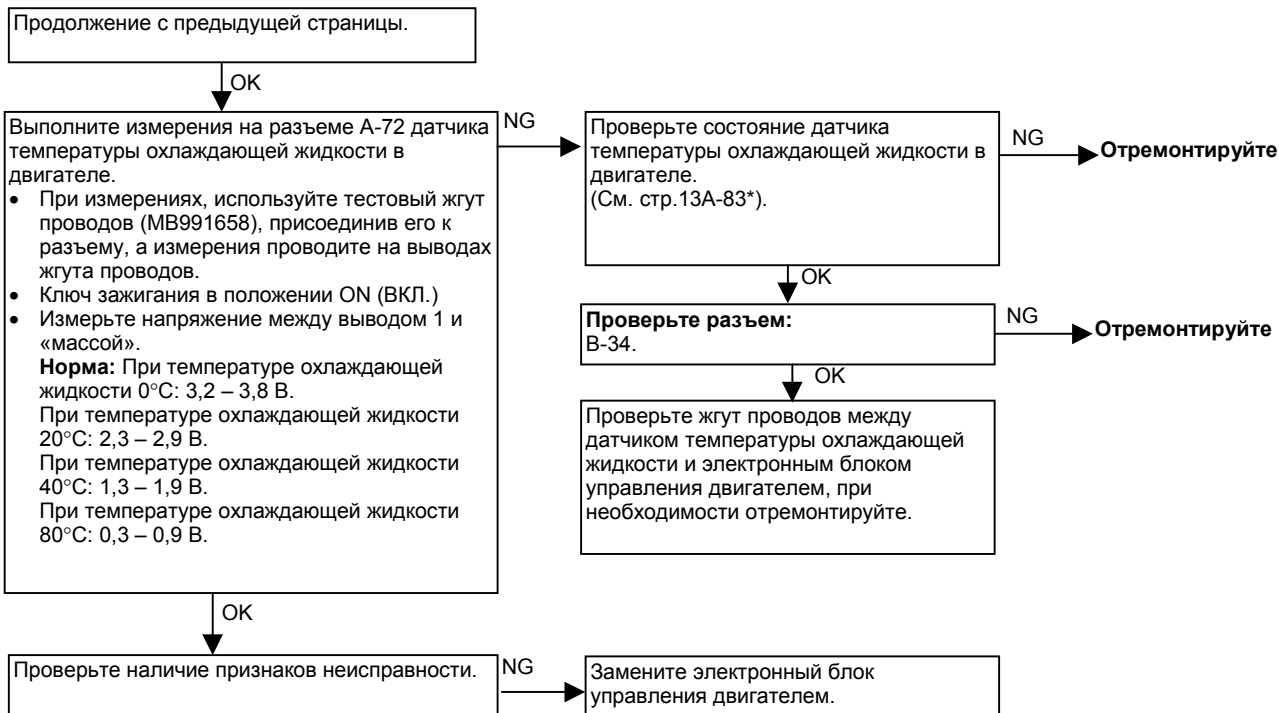 Продолжение с предыдущей страницы.
OK
Выполните измерения на разъеме А-72 датчика
температуры охлаждающей жидкости в
двигателе.
• При измерениях, используйте тестовый жгут
проводов (MB991658), присоединив его к
разъему, а измерения проводите на выводах
жгута проводов.
• Ключ зажигания в положении ON (ВКЛ.)
• Измерьте напряжение между выводом 1 и
«массой».
Норма: При температуре охлаждающей
жидкости 0°С: 3,2 – 3,8 В.
При температуре охлаждающей жидкости
20°С: 2,3 – 2,9 В.
При температуре охлаждающей жидкости
40°С: 1,3 – 1,9 В.
При температуре охлаждающей жидкости
80°С: 0,3 – 0,9 В.
NG
Проверьте состояние датчика
температуры охлаждающей жидкости в
двигателе.
(См. стр.13А-83*).
NG
Отремонтируйте
OK
Проверьте разъем:
В-34.
NG
Отремонтируйте
OK
Проверьте жгут проводов между
датчиком температуры охлаждающей
жидкости и электронным блоком
управления двигателем, при
необходимости отремонтируйте.
OK
Проверьте наличие признаков неисправности.
NG
Замените электронный блок
управления двигателем.